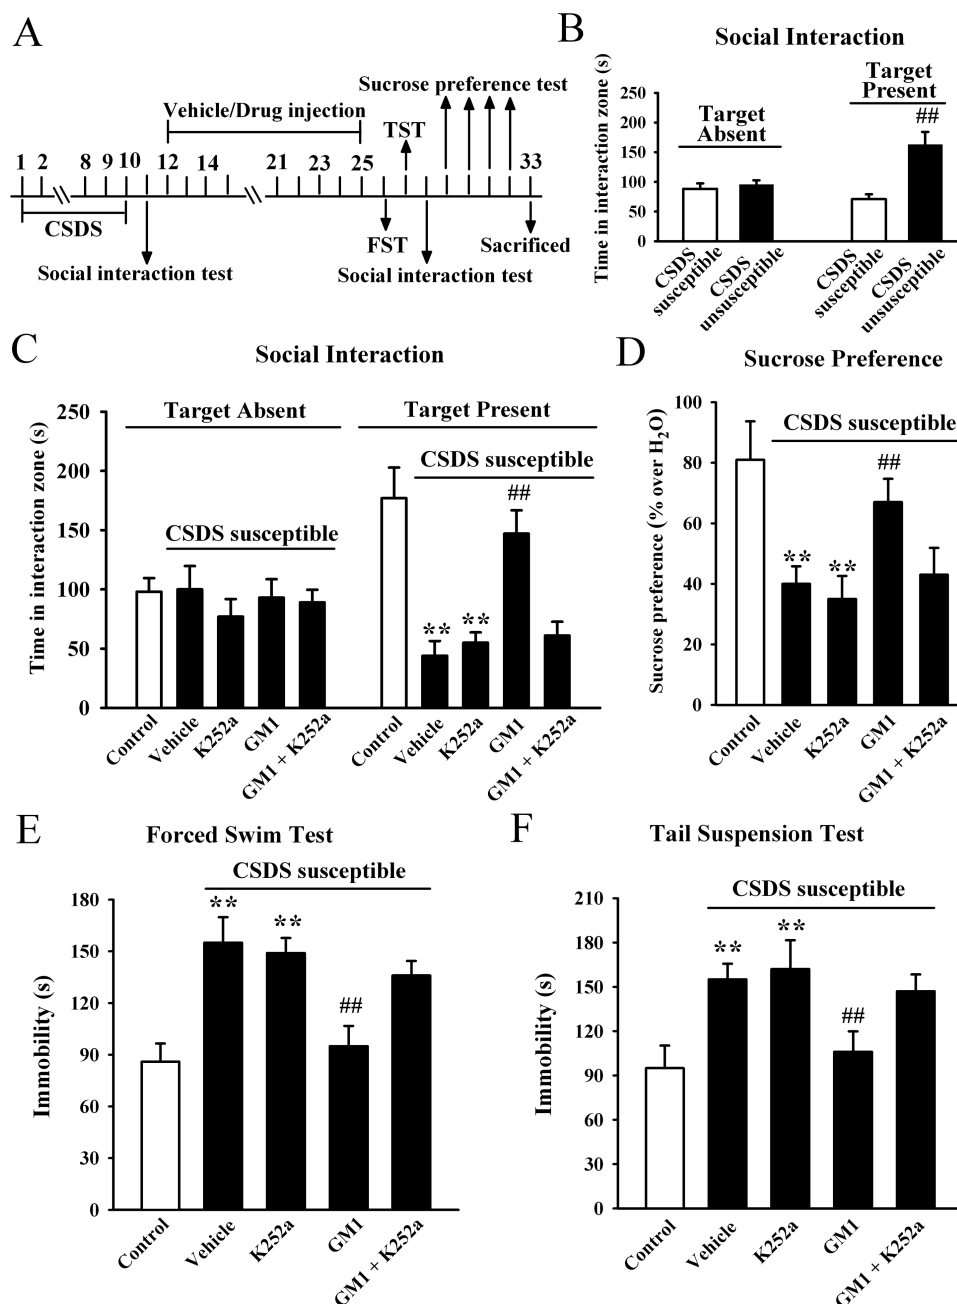 A
Sucrose preference test
Vehicle/Drug injection
TST
1 2 8 9 10 12 14 21 23 25 33
CSDS
FST
Sacrificed
Social interaction test
Social interaction test
B
Social Interaction
Time in interaction zone (s)
250
200
150
100
50
0
Target
Absent
Target
Present
##
CSDS
susceptible
CSDS
unsusceptible
CSDS
susceptible
CSDS
unsusceptible
C
Social Interaction
Time in interaction zone (s)
250
200
150
100
50
0
Target Absent
CSDS susceptible
Target Present
CSDS susceptible
**
**
##
Control
Vehicle
K252a
GM1
GM1 + K252a
Control
Vehicle
K252a
GM1
GM1 + K252a
D
Sucrose Preference
Sucrose preference (% over H2O)
100
80
60
40
20
0
CSDS susceptible
**
**
##
Control
Vehicle
K252a
GM1
GM1 + K252a
E
Forced Swim Test
CSDS susceptible
Immobility (s)
180
150
120
90
60
30
0
**
**
##
Control
Vehicle
K252a
GM1
GM1 + K252a
F
Tail Suspension Test
CSDS susceptible
Immobility (s)
210
180
150
120
90
60
30
0
**
**
##
Control
Vehicle
K252a
GM1
GM1 + K252a